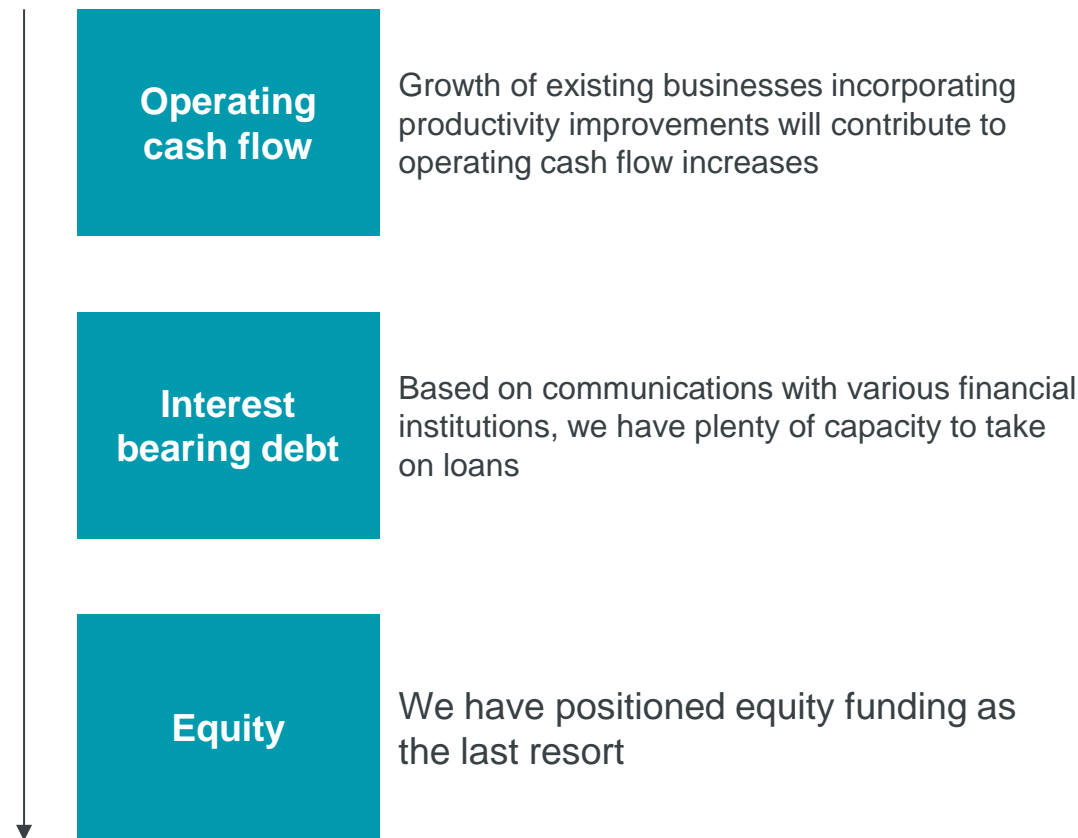 Operating
cash flow
Growth of existing businesses incorporating
productivity improvements will contribute to
operating cash flow increases
Interest
bearing debt
Based on communications with various financial
institutions, we have plenty of capacity to take
on loans
Equity
We have positioned equity funding as
the last resort